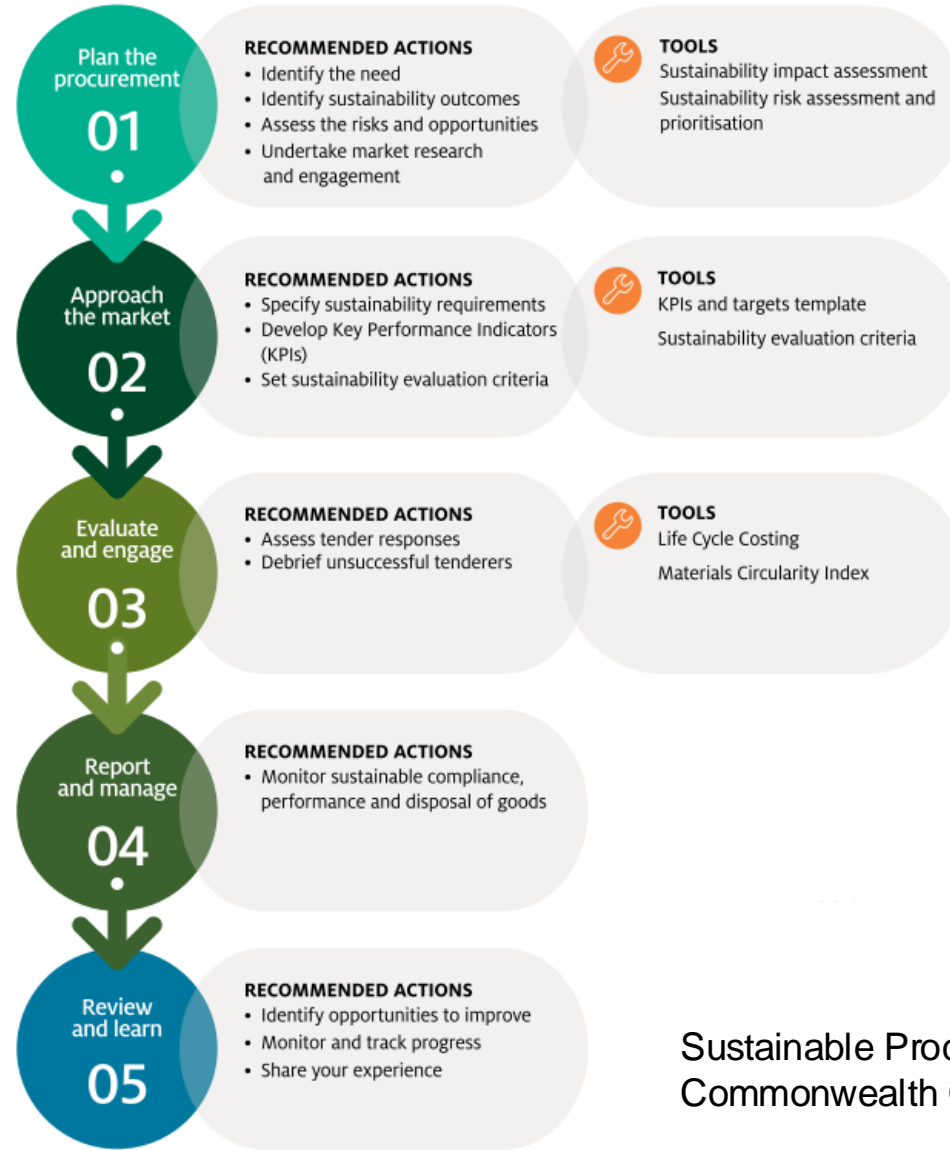 Plan the
procurement
01
RECOMMENDED ACTIONS
• Identify the need
• Identify sustainability outcomes
• Assess the risks and opportunities
• Undertake market research
and engagement
TOOLS
Sustainability impact assessment
Sustainability risk assessment and
prioritisation
Approach
the market
02
RECOMMENDED ACTIONS
• Specify sustainability requirements
• Develop Key Performance Indicators
(KPIs)
• Set sustainability evaluation criteria
TOOLS
KPIs and targets template
Sustainability evaluation criteria
Evaluate
and engage
03
RECOMMENDED ACTIONS
• Assess tender responses
• Debrief unsuccessful tenderers
TOOLS
Life Cycle Costing
Materials Circularity Index
Report
and manage
04
RECOMMENDED ACTIONS
• Monitor sustainable compliance,
performance and disposal of goods
Review
and learn
05
RECOMMENDED ACTIONS
• Identify opportunities to improve
• Monitor and track progress
• Share your experience
Sustainable
Commonwealth